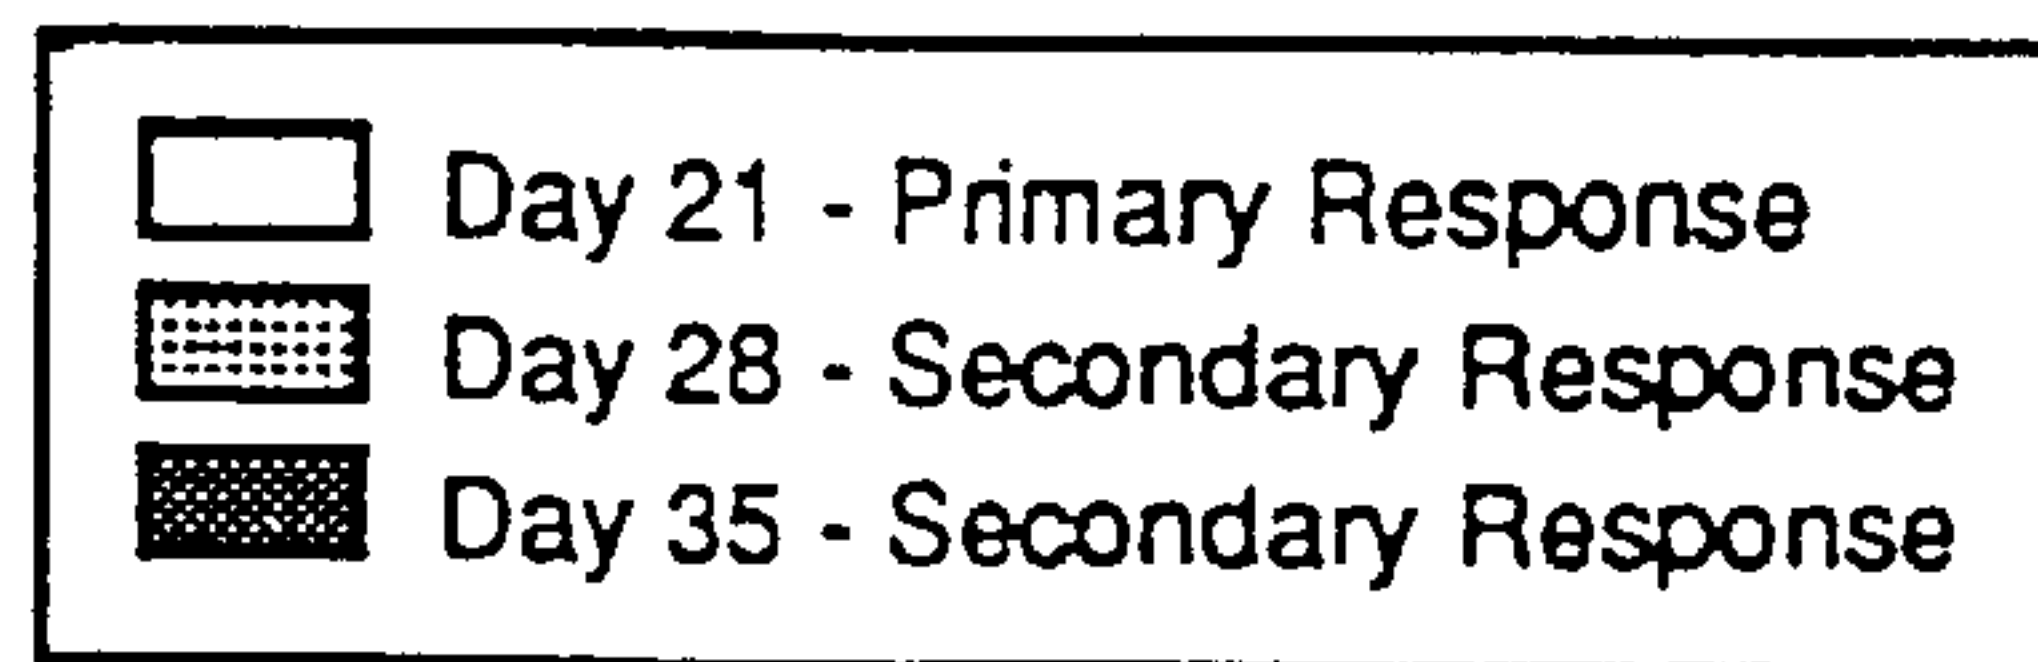 Day 21 - Primary Response
Day 28 - Secondary Response
Day 35 - Secondary Response